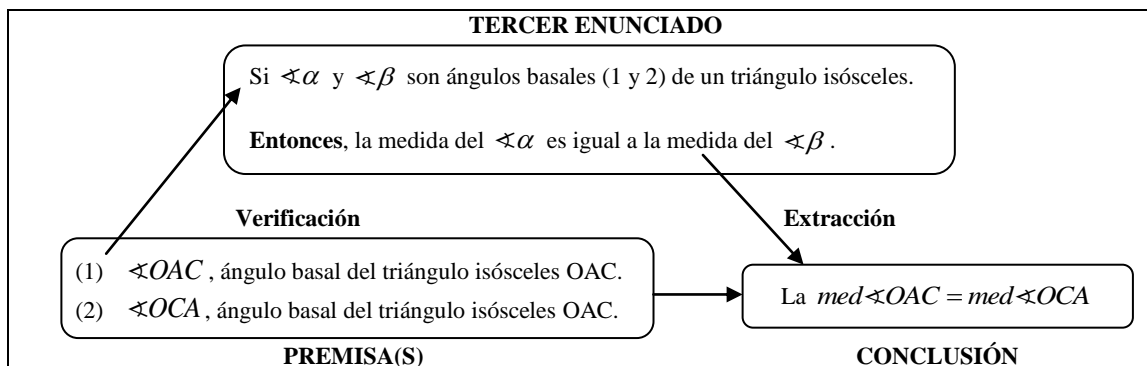 TERCER ENUNCIADO
Si ∢α y ∢β son ángulos basales (1 y 2) de un triángulo isósceles.
Entonces, la medida del ∢α es igual a la medida del ∢β.
Verificación
Extracción
(1) ∢OAC, ángulo basal del triángulo isósceles OAC.
(2) ∢OCA, ángulo basal del triángulo isósceles OAC.
La med∢OAC = med∢OCA
PREMISA(S)
CONCLUSIÓN